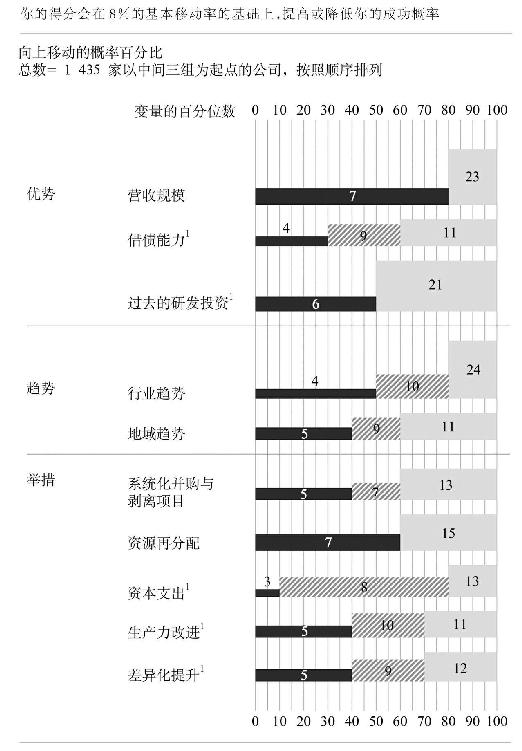 你的得分会在8%的基本移动率的基础上,提高或降低你的成功概率
向上移动的概率百分比
总数= 1 435 家以中间三组为起点的公司，按照顺序排列
变量的百分位数 0 10 20 30 40 50 60 70 80 90 100
优势
营收规模 7 23
借债能力1 4 9 11
过去的研发投资1 6 21
趋势
行业趋势 4 10 24
地域趋势 5 9 11
举措
系统化并购与
剥离项目 5 7 13
资源再分配 7 15
资本支出1 3 8 13
生产力改进1 5 10 11
差异化提升1 5 9 12
0 10 20 30 40 50 60 70 80 90 100